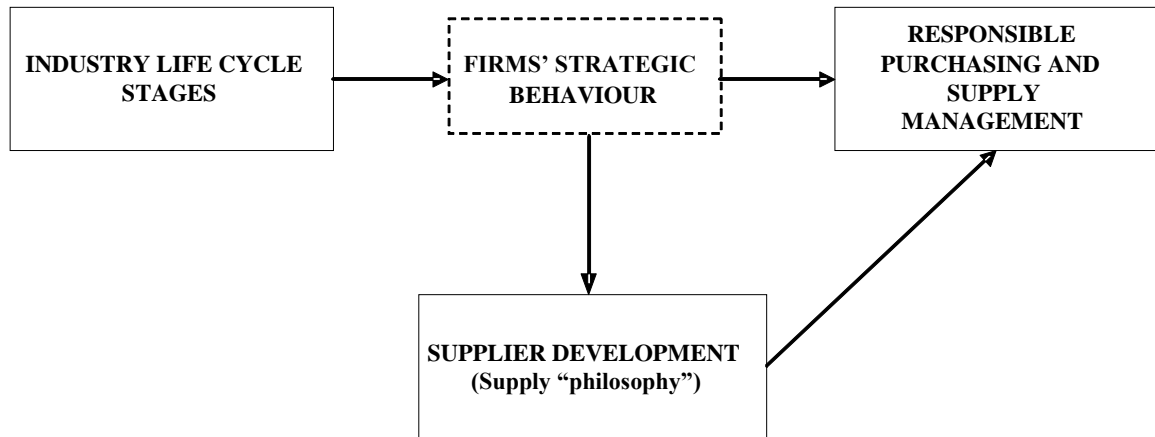 INDUSTRY LIFE CYCLE
STAGES
FIRMS’ STRATEGIC
BEHAVIOUR
RESPONSIBLE
PURCHASING AND
SUPPLY
MANAGEMENT
SUPPLIER DEVELOPMENT
(Supply “philosophy”)